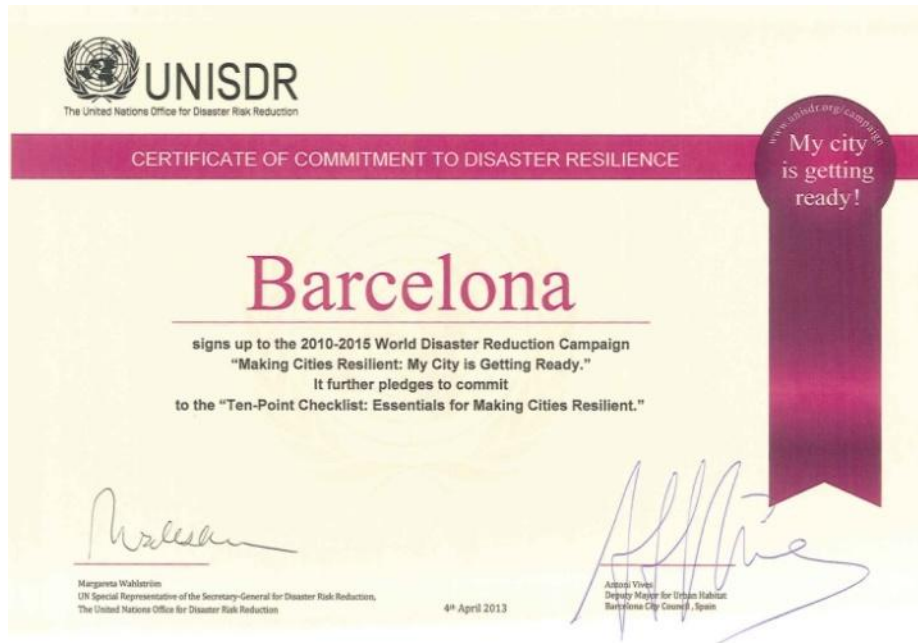 UNISDR
The United Nations Office for Disaster Risk Reduction
CERTIFICATE OF COMMITMENT TO DISASTER RESILIENCE
www.unisdr.org/campaign
My city
is getting
ready!
Barcelona
signs up to the 2010-2015 World Disaster Reduction Campaign
“Making Cities Resilient: My City is Getting Ready.”
It further pledges to commit
to the “Ten-Point Checklist: Essentials for Making Cities Resilient.”
Margareta Wahlström
UN Special Representative of the Secretary-General for Disaster Risk Reduction,
The United Nations Office for Disaster Risk Reduction
4th April 2013
Antoni Vives
Deputy Mayor for Urban Habitat
Barcelona City Council, Spain